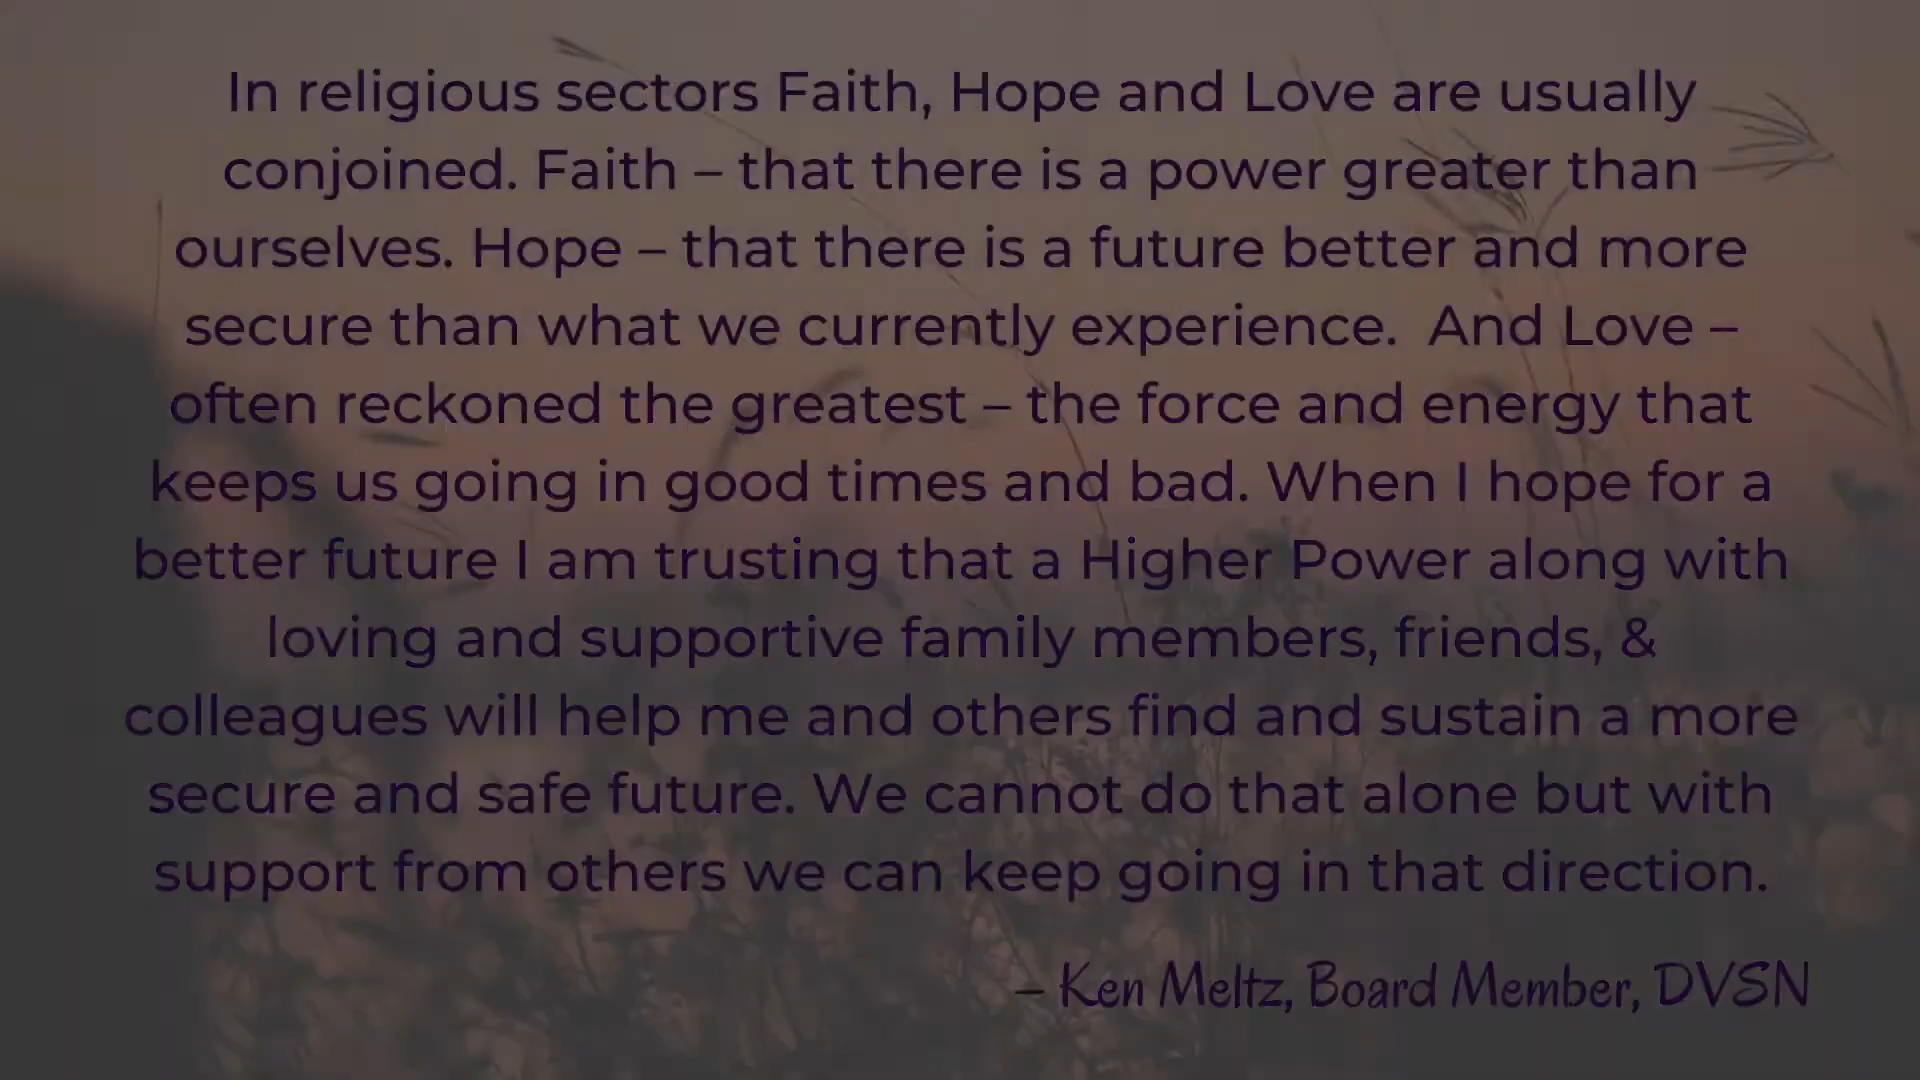 In religious sectors Faith, Hope and Love are usually
conjoined. Faith – that there is a power greater than
ourselves. Hope – that there is a future better and more
secure than what we currently experience.  And Love –
often reckoned the greatest – the force and energy that
keeps us going in good times and bad. When I hope for a
better future I am trusting that a Higher Power along with
loving and supportive family members, friends, &
colleagues will help me and others find and sustain a more
secure and safe future. We cannot do that alone but with
support from others we can keep going in that direction.
– Ken Meltz, Board Member, DVSN